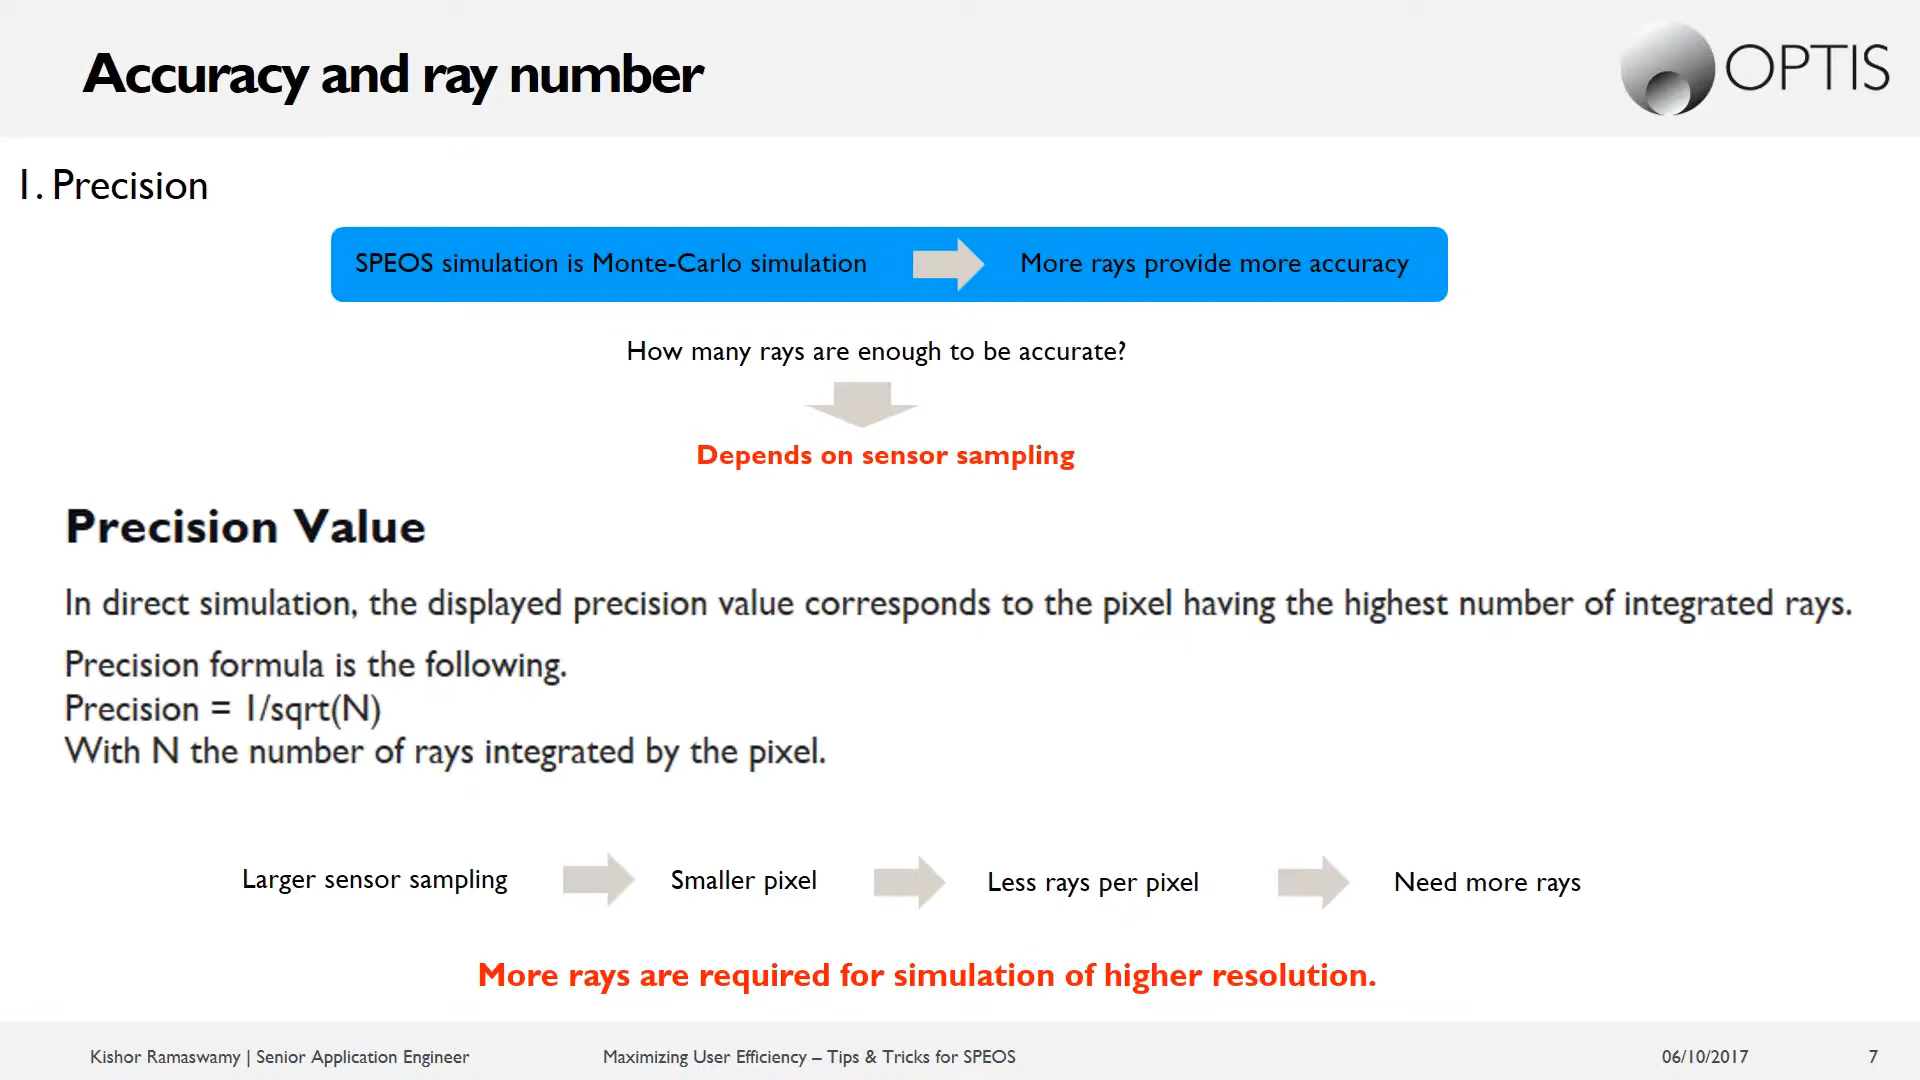 Accuracy and ray number
OPTIS
1. Precision
SPEOS simulation is Monte-Carlo simulation
More rays provide more accuracy
How many rays are enough to be accurate?
Depends on sensor sampling
Precision Value
In direct simulation, the displayed precision value corresponds to the pixel having the highest number of integrated rays.
Precision formula is the following.
Precision = 1/sqrt(N)
With N the number of rays integrated by the pixel.
Larger sensor sampling
Smaller pixel
Less rays per pixel
Need more rays
More rays are required for simulation of higher resolution.
Kishor Ramaswamy | Senior Application Engineer
Maximizing User Efficiency – Tips & Tricks for SPEOS
06/10/2017
7